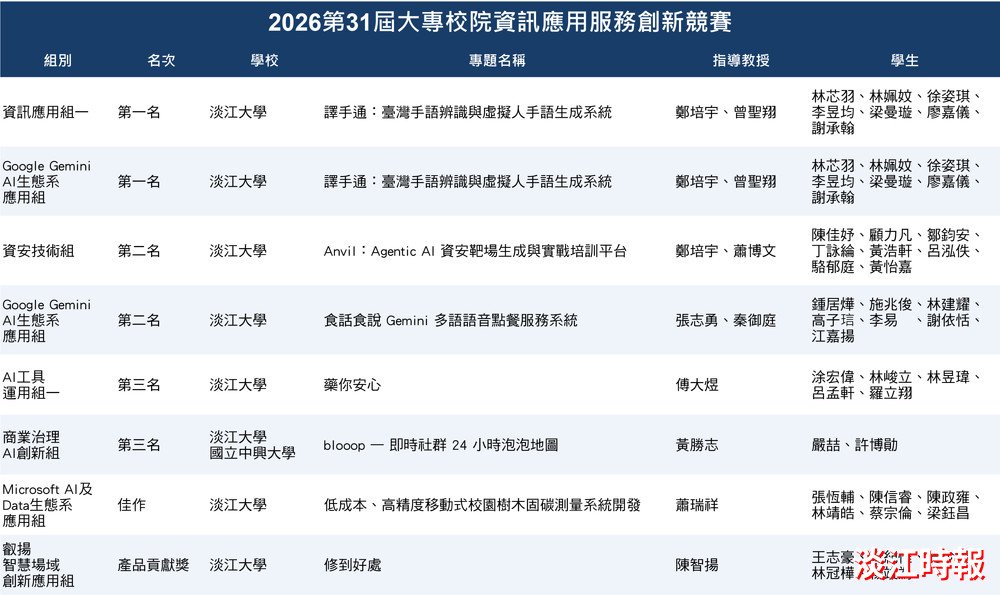 2026第31屆大專校院資訊應用服務創新競賽
組別 名次 學校 專題名稱 指導教授 學生
資訊應用組一 第一名 淡江大學 譯手通：臺灣手語辨識與虛擬人手語生成系統 鄭培宇、曾聖翔 林芯羽、林姵妏、徐姿琪、
李昱均、梁曼璇、廖嘉儀、
謝承翰
Google Gemini
AI生態系
應用組 第一名 淡江大學 譯手通：臺灣手語辨識與虛擬人手語生成系統 鄭培宇、曾聖翔 林芯羽、林姵妏、徐姿琪、
李昱均、梁曼璇、廖嘉儀、
謝承翰
資安技術組 第二名 淡江大學 Anvil：Agentic AI 資安靶場生成與實戰培訓平台 鄭培宇、蕭博文 陳佳妤、顧力凡、鄒鈞安、
丁詠綸、黃浩軒、呂泓佚、
駱郁庭、黃怡嘉
Google Gemini
AI生態系
應用組 第二名 淡江大學 食話食說 Gemini 多語語音點餐服務系統 張志勇、秦御庭 鍾居燁、施兆俊、林建耀、
高子琂、李易　、謝依恬、
江嘉揚
AI工具
運用組一 第三名 淡江大學 藥你安心 傅大煜 涂宏偉、林峻立、林昱瑋、
呂孟軒、羅立翔
商業治理
AI創新組 第三名 淡江大學
國立中興大學 blooop — 即時社群 24 小時泡泡地圖 黃勝志 嚴喆、許博勛
Microsoft AI及
Data生態系
應用組 佳作 淡江大學 低成本、高精度移動式校園樹木固碳測量系統開發 蕭瑞祥 張恆輔、陳信睿、陳政雍、
林靖皓、蔡宗倫、梁鈺昌
叡揚
智慧場域
創新應用組 產品貢獻獎 淡江大學 修到好處 陳智揚 王志豪
林冠樺
淡江時報